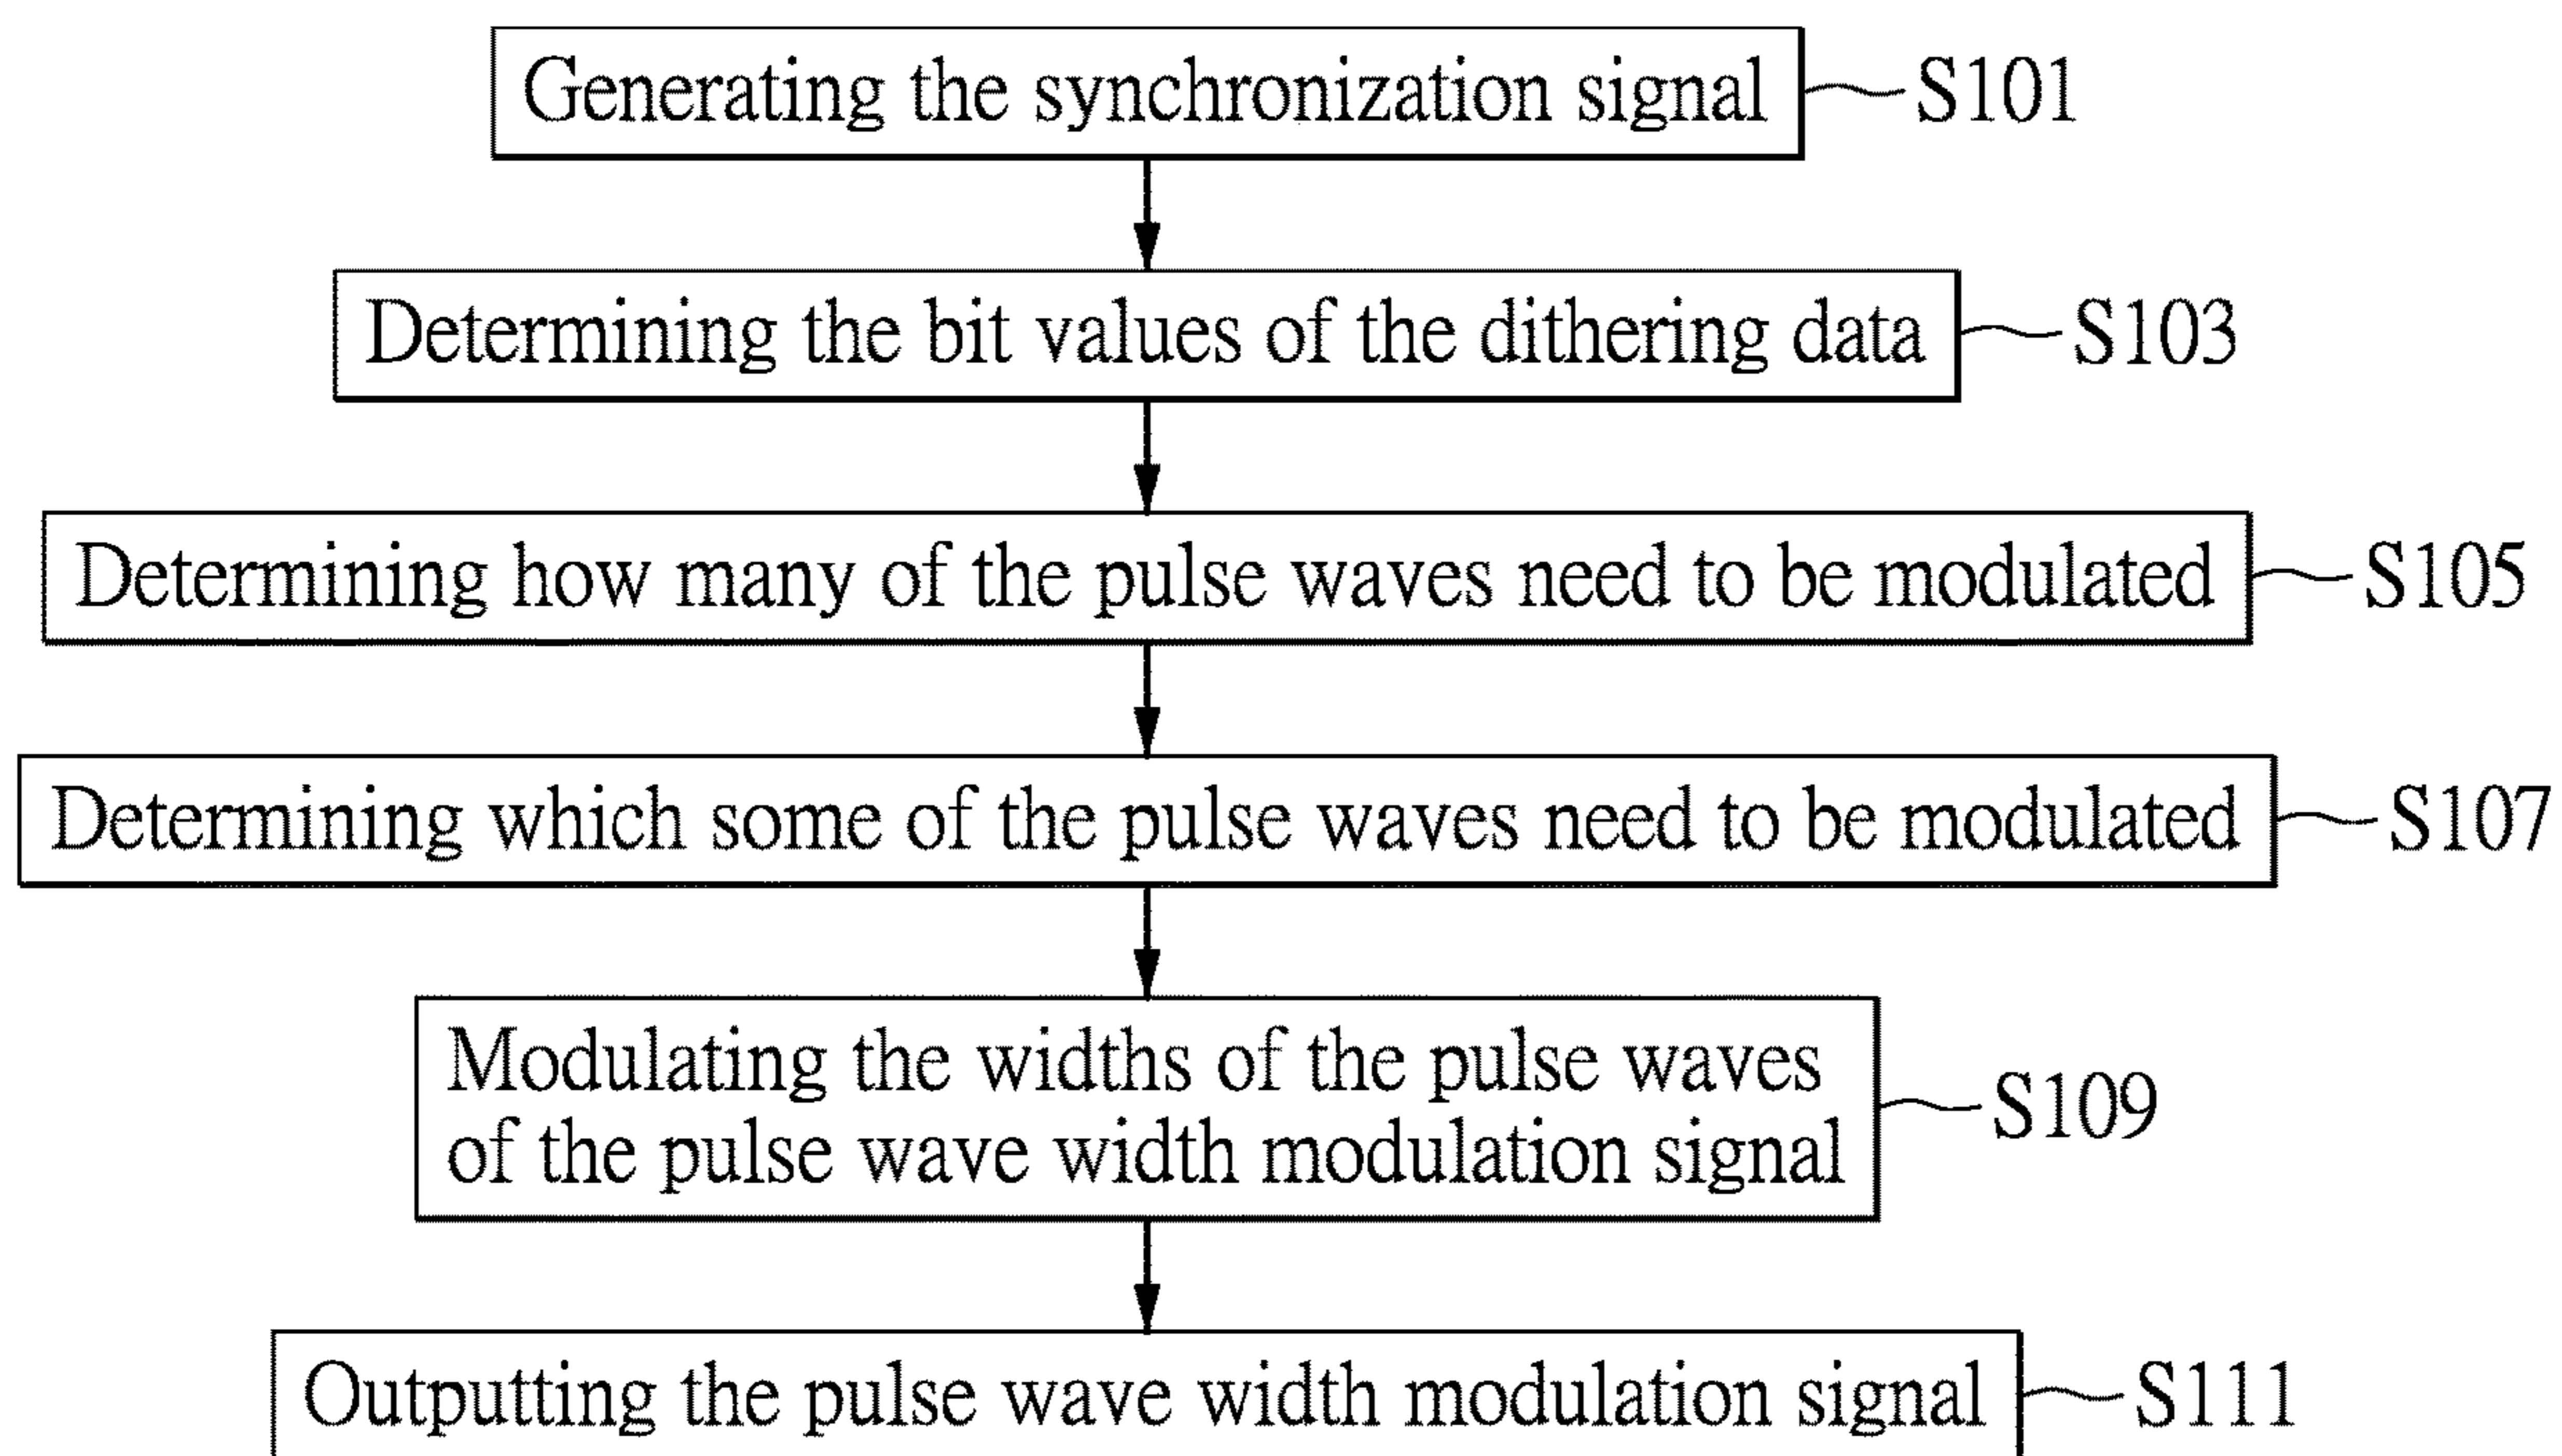 Generating the synchronization signal S101
Determining the bit values of the dithering data S103
Determining how many of the pulse waves need to be modulated S105
Determining which some of the pulse waves need to be modulated S107
Modulating the widths of the pulse waves
of the pulse wave width modulation signal S109
Outputting the pulse wave width modulation signal S111